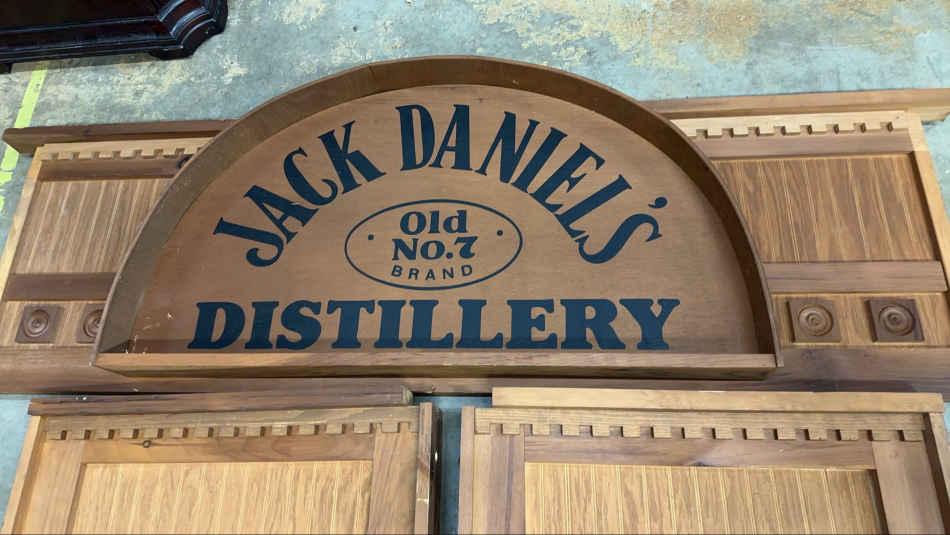 JACK DANIEL'S
Old
No.7
BRAND
DISTILLERY